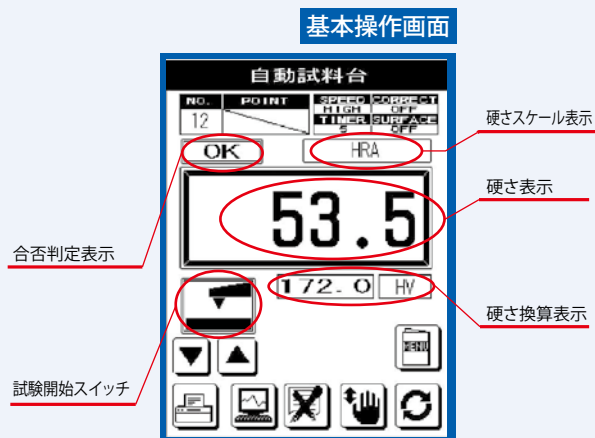 基本操作画面
自動試料台
NO. POINT SPEED CORRECT
HIGH OFF
12 TIMER SURFACE
5 OFF
OK HRA
硬さスケール表示
53.5
硬さ表示
合否判定表示
172.0 HV
硬さ換算表示
MENU
試験開始スイッチ